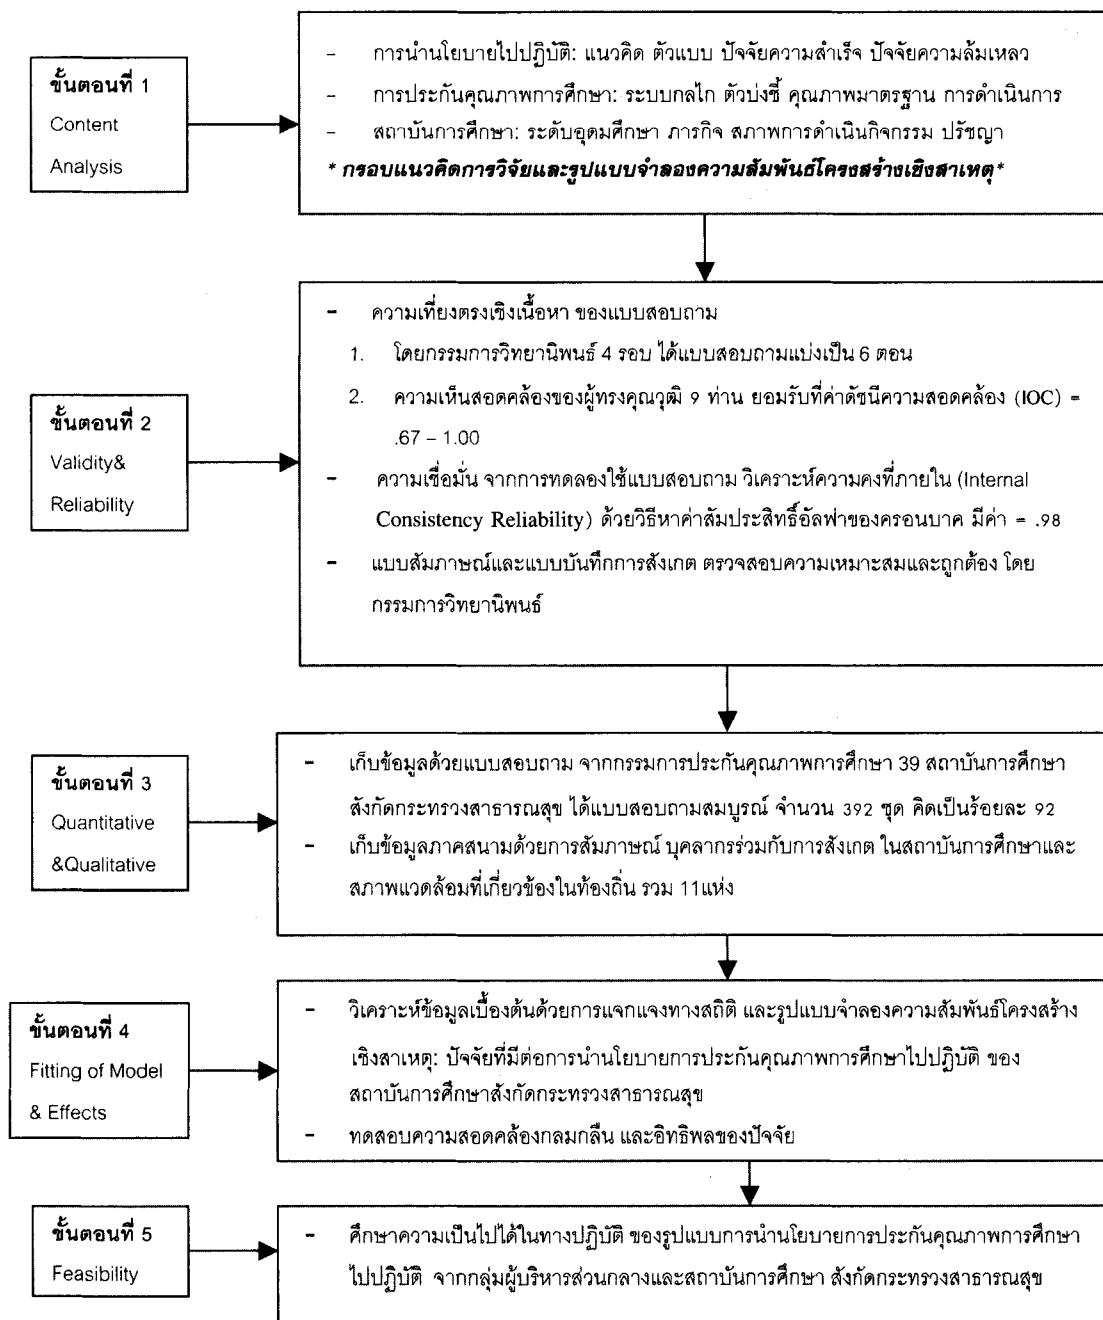 ขั้นตอนที่ 1
Content
Analysis
- การนำนโยบายไปปฏิบัติ: แนวคิด ตัวแบบ ปัจจัยความสำเร็จ ปัจจัยความล้มเหลว
- การประกันคุณภาพการศึกษา: ระบบกลไก ตัวบ่งชี้ คุณภาพมาตรฐาน การดำเนินการ
- สถาบันการศึกษา: ระดับอุดมศึกษา ภารกิจ สภาพการดำเนินกิจกรรม ปรัชญา
* กรอบแนวคิดการวิจัยและรูปแบบจำลองความสัมพันธ์โครงสร้างเชิงสาเหตุ*
ขั้นตอนที่ 2
Validity&
Reliability
- ความเที่ยงตรงเชิงเนื้อหา ของแบบสอบถาม
1. โดยกรรมการวิทยานิพนธ์ 4 รอบ ได้แบบสอบถามแบ่งเป็น 6 ตอน
2. ความเห็นสอดคล้องของผู้ทรงคุณวุฒิ 9 ท่าน ยอมรับที่ค่าดัชนีความสอดคล้อง (IOC) =
.67 – 1.00
- ความเชื่อมั่น จากการทดลองใช้แบบสอบถาม วิเคราะห์ความคงที่ภายใน (Internal
Consistency Reliability) ด้วยวิธีหาค่าสัมประสิทธิ์อัลฟาของครอนบาค มีค่า = .98
- แบบสัมภาษณ์และแบบบันทึกการสังเกต ตรวจสอบความเหมาะสมและถูกต้อง โดย
กรรมการวิทยานิพนธ์
ขั้นตอนที่ 3
Quantitative
&Qualitative
- เก็บข้อมูลด้วยแบบสอบถาม จากกรรมการประกันคุณภาพการศึกษา 39 สถาบันการศึกษา
สังกัดกระทรวงสาธารณสุข ได้แบบสอบถามสมบูรณ์ จำนวน 392 ชุด คิดเป็นร้อยละ 92
- เก็บข้อมูลภาคสนามด้วยการสัมภาษณ์ บุคลากรร่วมกับการสังเกต ในสถาบันการศึกษาและ
สภาพแวดล้อมที่เกี่ยวข้องในท้องถิ่น รวม 11แห่ง
ขั้นตอนที่ 4
Fitting of Model
& Effects
- วิเคราะห์ข้อมูลเบื้องต้นด้วยการแจกแจงทางสถิติ และรูปแบบจำลองความสัมพันธ์โครงสร้าง
เชิงสาเหตุ: ปัจจัยที่มีต่อการนำนโยบายการประกันคุณภาพการศึกษาไปปฏิบัติ ของ
สถาบันการศึกษาสังกัดกระทรวงสาธารณสุข
- ทดสอบความสอดคล้องกลมกลืน และอิทธิพลของปัจจัย
ขั้นตอนที่ 5
Feasibility
- ศึกษาความเป็นไปได้ในทางปฏิบัติ ของรูปแบบการนำนโยบายการประกันคุณภาพการศึกษา
ไปปฏิบัติ จากกลุ่มผู้บริหารส่วนกลางและสถาบันการศึกษา สังกัดกระทรวงสาธารณสุข